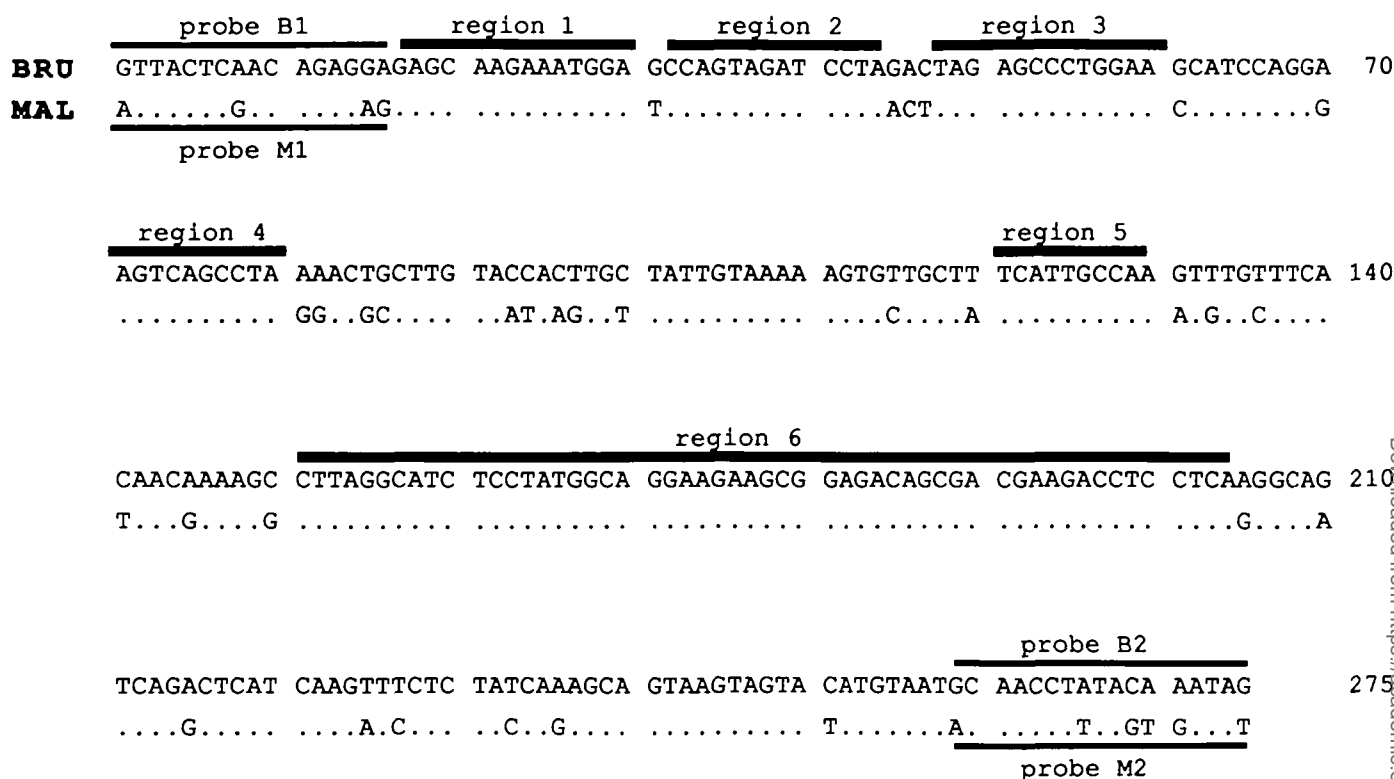 probe B1 region 1 region 2 region 3
BRU GTTACTCAAC AGAGGAGAGC AAGAAATGGA GCCAGTAGAT CCTAGACTAG AGCCCTGGAA GCATCCAGGA 70
MAL A......G.. ....AG.... .......... T......... ....ACT... .......... C........G
probe M1
region 4 region 5
AGTCAGCCTA AAACTGCTTG TACCACTTGC TATTGTAAAA AGTGTTGCTT TCATTGCCAA GTTTGTTTCA 140
.......... GG..GC.... ..AT.AG..T .......... ....C....A .......... A.G..C....
region 6
CAACAAAAGC CTTAGGCATC TCCTATGGCA GGAAGAAGCG GAGACAGCGA CGAAGACCTC CTCAAGGCAG 210
T...G....G .......... .......... .......... .......... .......... ....G....A
probe B2
TCAGACTCAT CAAGTTTCTC TATCAAAGCA GTAAGTAGTA CATGTAATGC AACCTATACA AATAG 275
....G..... ....A.C... ...C..G... .......... T.......A. .....T..GT G...T
probe M2